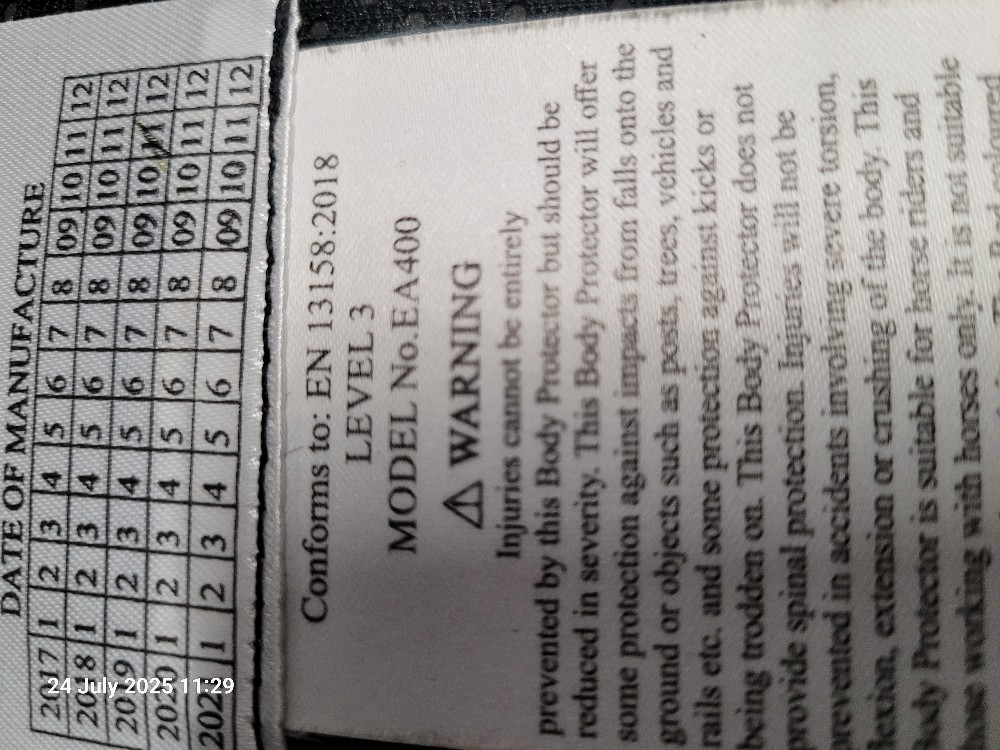 DATE OF MANUFACTURE
2017 1 2 3 4 5 6 7 8 09 10 11 12
2018 1 2 3 4 5 6 7 8 09 10 11 12
2019 1 2 3 4 5 6 7 8 09 10 11 12
2020 1 2 3 4 5 6 7 8 09 10 11 12
2021 1 2 3 4 5 6 7 8 09 10 11 12
Conforms to: EN 13158:2018
LEVEL 3
MODEL No.EA400
⚠ WARNING
Injuries cannot be entirely
prevented by this Body Protector but should be
reduced in severity. This Body Protector will offer
some protection against impacts from falls onto the
ground or objects such as posts, trees, vehicles and
rails etc. and some protection against kicks or
being trodden on. This Body Protector does not
provide spinal protection. Injuries will not be
prevented in accidents involving severe torsion,
flexion, extension or crushing of the body. This
Body Protector is suitable for horse riders and
those working with horses only. It is not suitable
24 July 2025 11:29